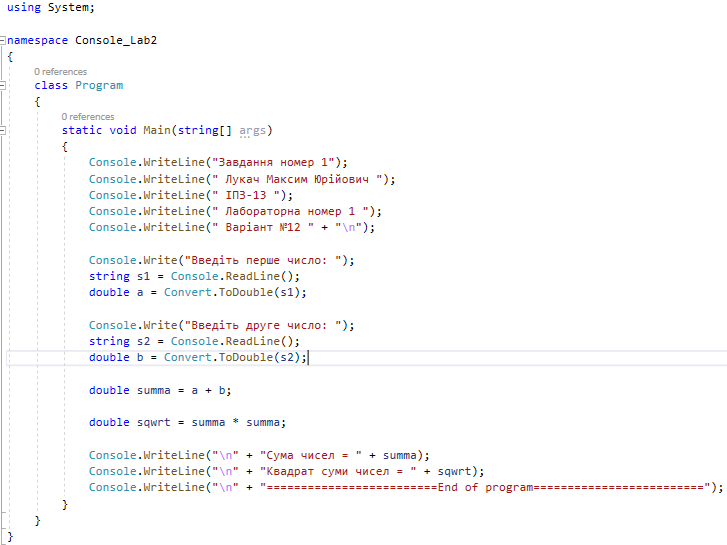 using System;
namespace Console_Lab2
{
0 references
class Program
{
0 references
static void Main(string[] args)
{
Console.WriteLine("Завдання номер 1");
Console.WriteLine(" Лукач Максим Юрійович ");
Console.WriteLine(" ІПЗ-13 ");
Console.WriteLine(" Лабораторна номер 1 ");
Console.WriteLine(" Варіант №12 " + "\n");
Console.Write("Введіть перше число: ");
string s1 = Console.ReadLine();
double a = Convert.ToDouble(s1);
Console.Write("Введіть друге число: ");
string s2 = Console.ReadLine();
double b = Convert.ToDouble(s2);
double summa = a + b;
double sqwrt = summa * summa;
Console.WriteLine("\n" + "Сума чисел = " + summa);
Console.WriteLine("\n" + "Квадрат суми чисел = " + sqwrt);
Console.WriteLine("\n" + "=========================End of program=========================");
}
}
}